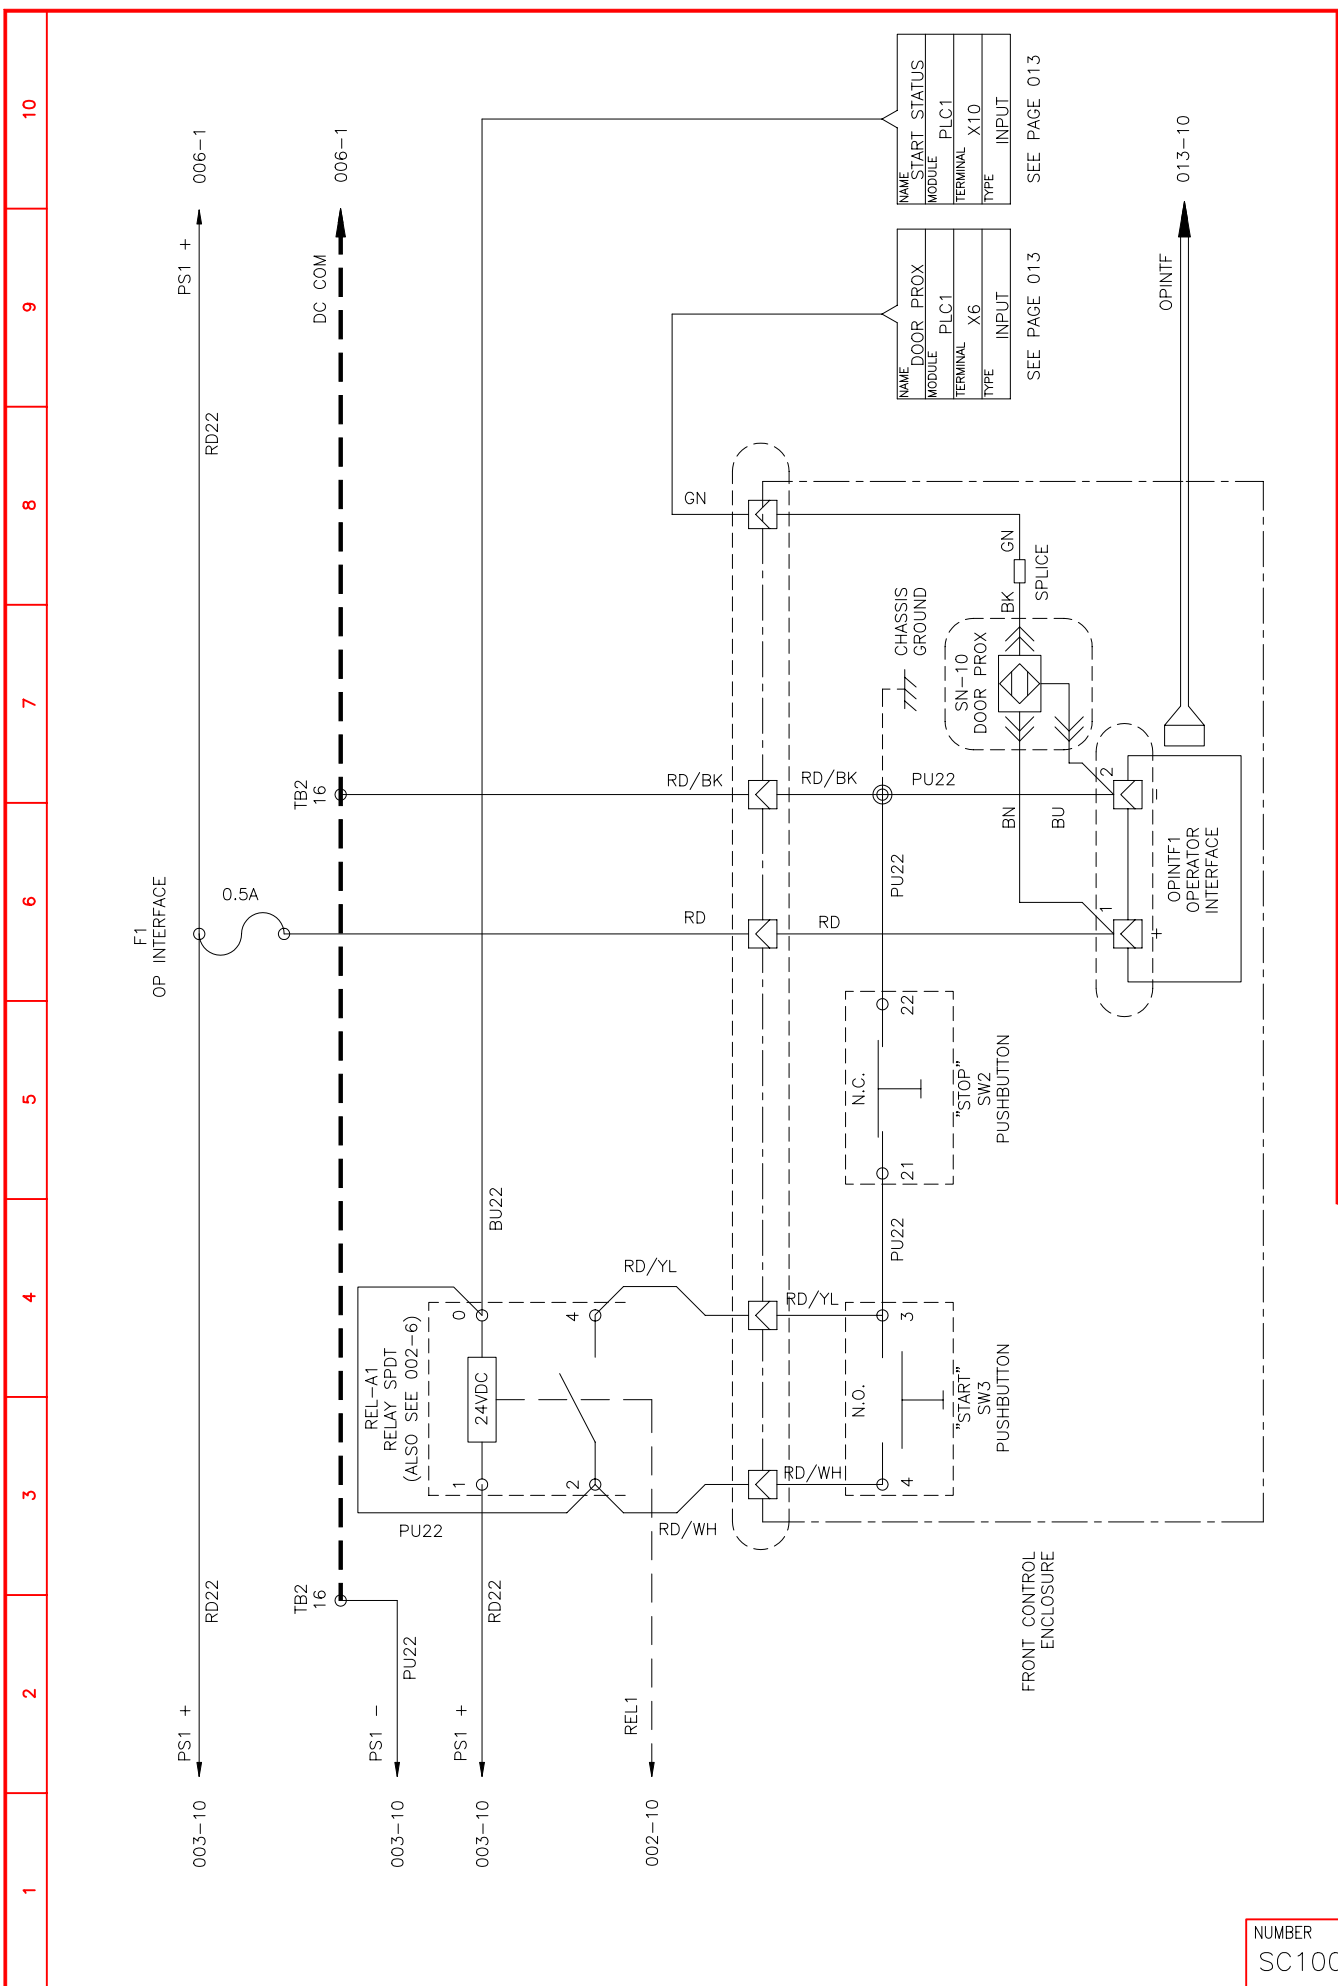 10
9
8
7
6
5
4
3
2
1
006-1
PS1 +
RD22
F1
OP INTERFACE
0.5A
RD22
PS1 +
003-10
006-1
DC COM
TB2
16
TB2
16
PU22
PS1 -
003-10
BU22
REL-A1
RELAY SPDT
(ALSO SEE 002-6)
0
24VDC
1
4
2
PU22
RD22
PS1 +
003-10
RD/YL
RD/WH
REL1
002-10
NAME
START STATUS
MODULE
PLC1
TERMINAL
X10
TYPE
INPUT
SEE PAGE 013
NAME
DOOR PROX
MODULE
PLC1
TERMINAL
X6
TYPE
INPUT
SEE PAGE 013
013-10
OPINTF
GN
GN
SPLICE
BK
CHASSIS
GROUND
SN-10
DOOR PROX
RD/BK
RD/BK
PU22
BN
BU
2
-
1
+
OPINTF1
OPERATOR
INTERFACE
RD
RD
PU22
22
N.C.
21
"STOP"
SW2
PUSHBUTTON
PU22
RD/YL
3
N.O.
4
"START"
SW3
PUSHBUTTON
RD/WH
FRONT CONTROL
ENCLOSURE
NUMBER
SC100